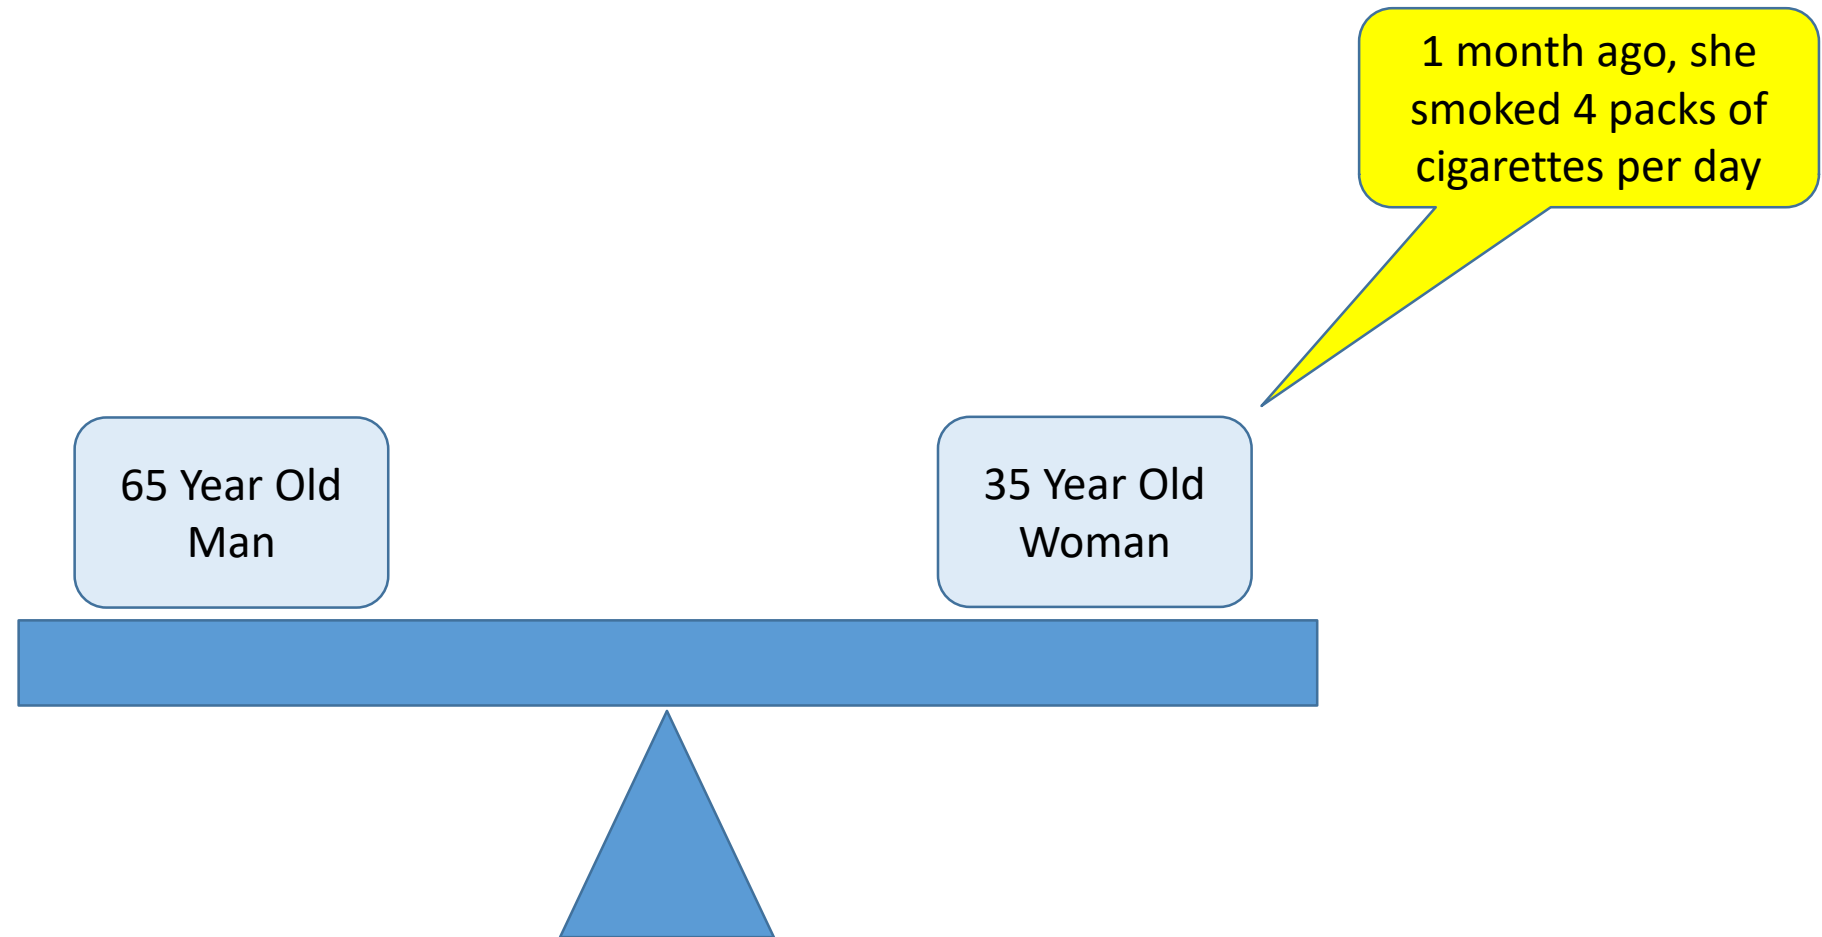 1 month ago, she
smoked 4 packs of
cigarettes per day
65 Year Old
Man
35 Year Old
Woman